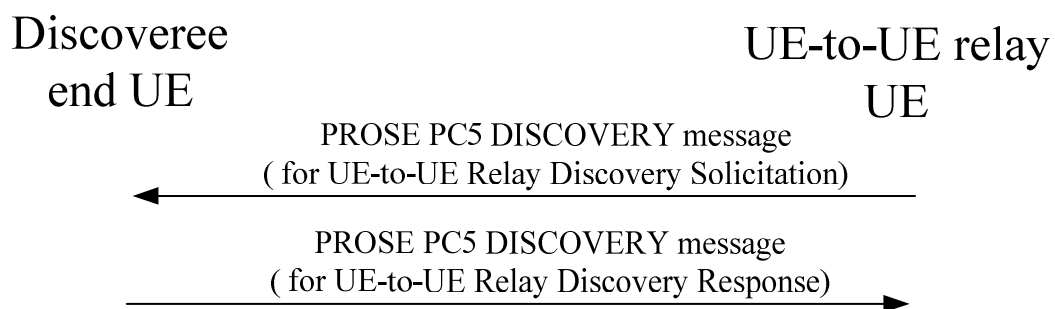 Discoveree
end UE
UE-to-UE relay
UE
PROSE PC5 DISCOVERY message
( for UE-to-UE Relay Discovery Solicitation)
PROSE PC5 DISCOVERY message
( for UE-to-UE Relay Discovery Response)